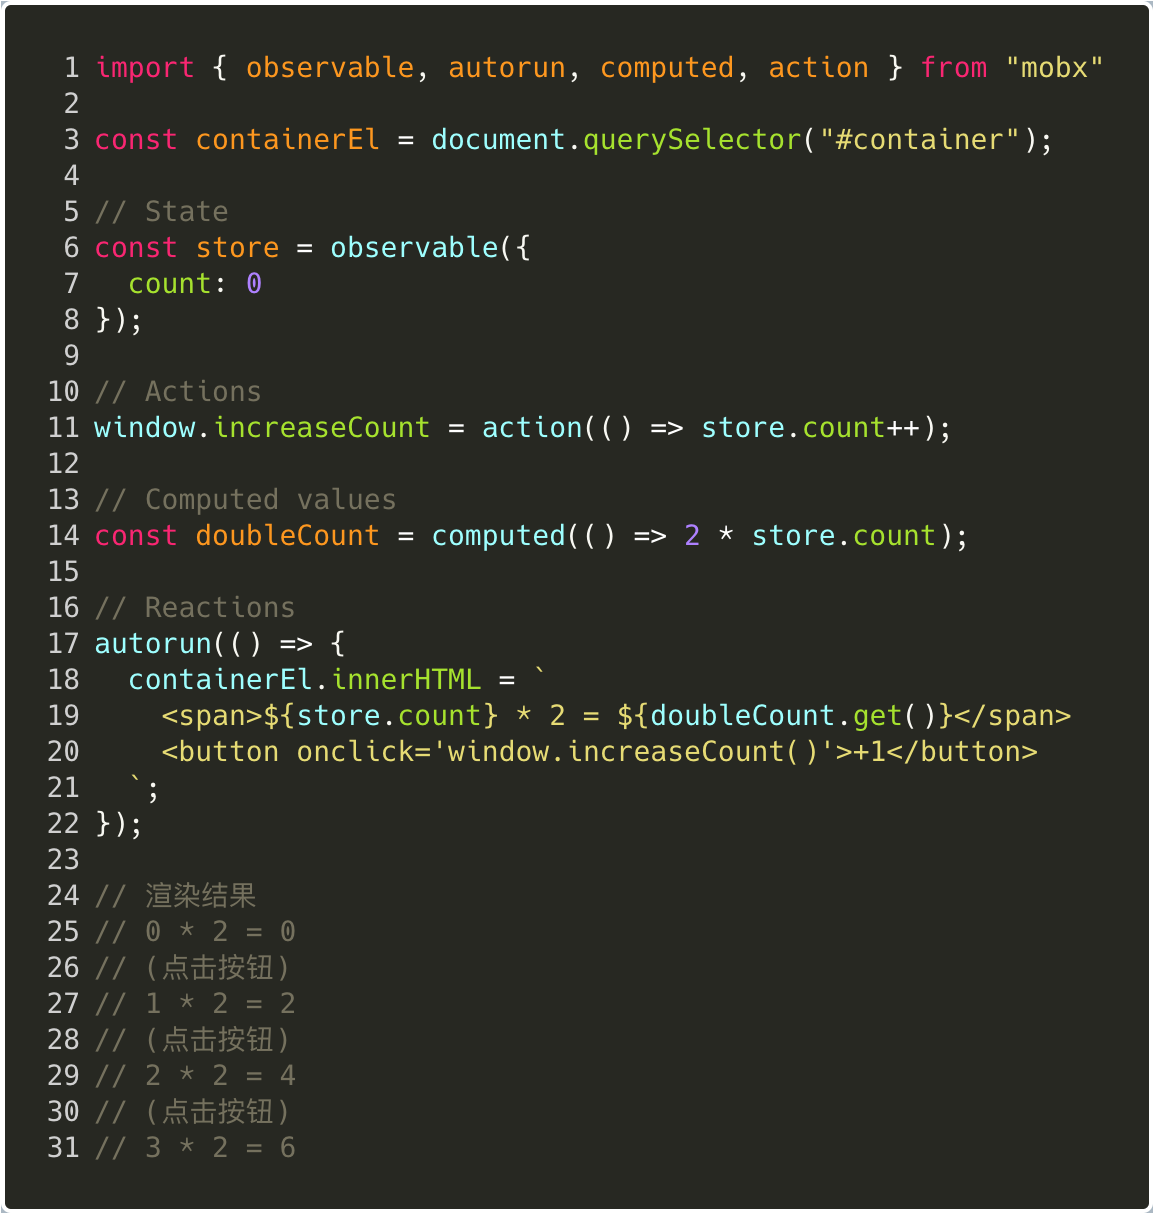 1 import { observable, autorun, computed, action } from "mobx"
2
3 const containerEl = document.querySelector("#container");
4
5 // State
6 const store = observable({
7   count: 0
8 });
9
10 // Actions
11 window.increaseCount = action(() => store.count++);
12
13 // Computed values
14 const doubleCount = computed(() => 2 * store.count);
15
16 // Reactions
17 autorun(() => {
18   containerEl.innerHTML = `
19     <span>${store.count} * 2 = ${doubleCount.get()}</span>
20     <button onclick='window.increaseCount()'>+1</button>
21   `;
22 });
23
24 // 渲染结果
25 // 0 * 2 = 0
26 // (点击按钮)
27 // 1 * 2 = 2
28 // (点击按钮)
29 // 2 * 2 = 4
30 // (点击按钮)
31 // 3 * 2 = 6